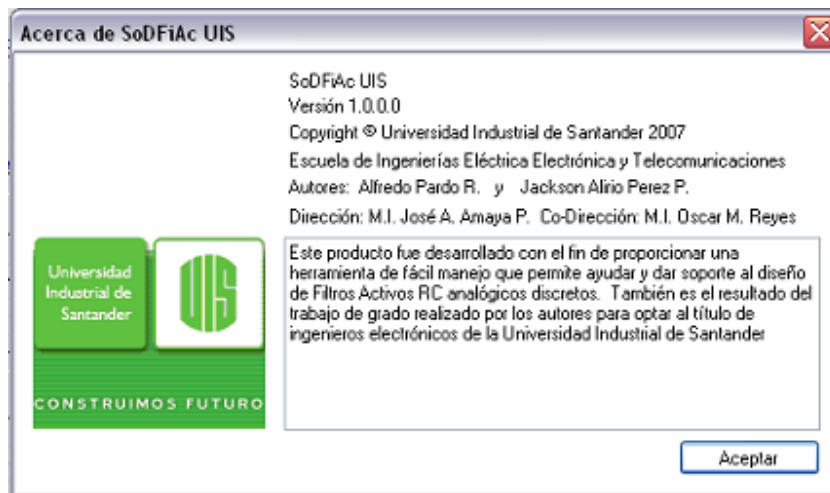 Acerca de SoDFiAc UIS
SoDFiAc UIS
Versión 1.0.0.0
Copyright © Universidad Industrial de Santander 2007
Escuela de Ingenierías Eléctrica Electrónica y Telecomunicaciones
Autores: Alfredo Pardo R. y Jackson Alirio Perez P.
Dirección: M.I. José A. Amaya P. Co-Dirección: M.I. Oscar M. Reyes
Universidad
Industrial de
Santander
UIS
CONSTRUIMOS FUTURO
Este producto fue desarrollado con el fin de proporcionar una
herramienta de fácil manejo que permite ayudar y dar soporte al diseño
de Filtros Activos RC analógicos discretos. También es el resultado del
trabajo de grado realizado por los autores para optar al título de
ingenieros electrónicos de la Universidad Industrial de Santander
Aceptar